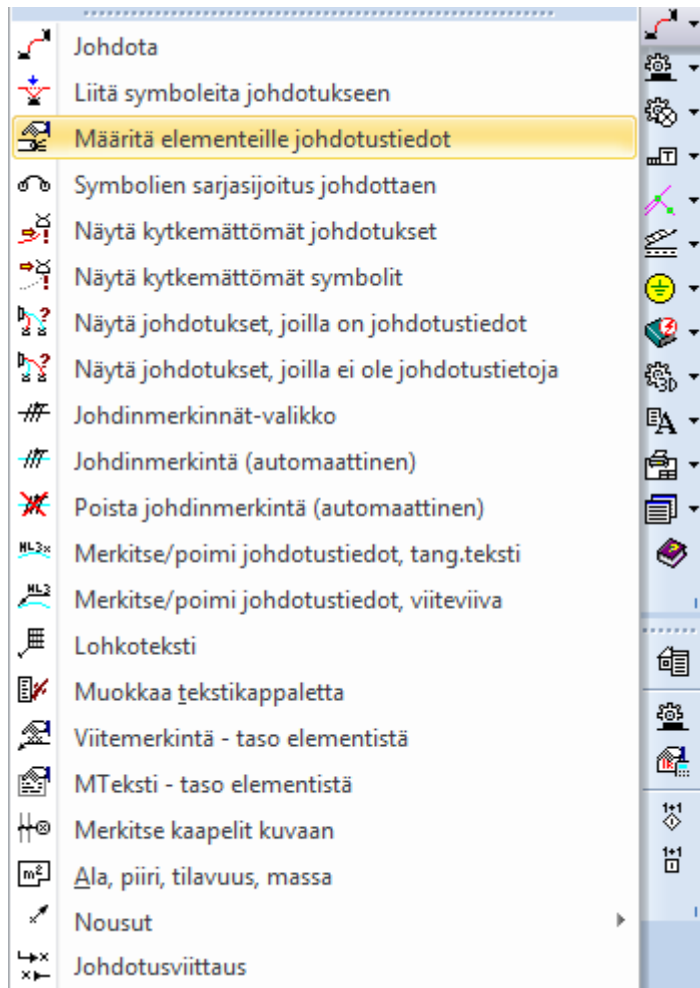 Johdota
Liitä symboleita johdotukseen
Määritä elementeille johdotustiedot
Symbolien sarjasijoitus johdottaen
Näytä kytkemättömät johdotukset
Näytä kytkemättömät symbolit
Näytä johdotukset, joilla on johdotustiedot
Näytä johdotukset, joilla ei ole johdotustietoja
Johdinmerkinnät-valikko
Johdinmerkintä (automaattinen)
Poista johdinmerkintä (automaattinen)
Merkitse/poimi johdotustiedot, tang.teksti
Merkitse/poimi johdotustiedot, viiteviiva
Lohkoteksti
Muokkaa tekstikappaletta
Viitemerkintä - taso elementistä
MTeksti - taso elementistä
Merkitse kaapelit kuvaan
Ala, piiri, tilavuus, massa
Nousut
Johdotusviittaus